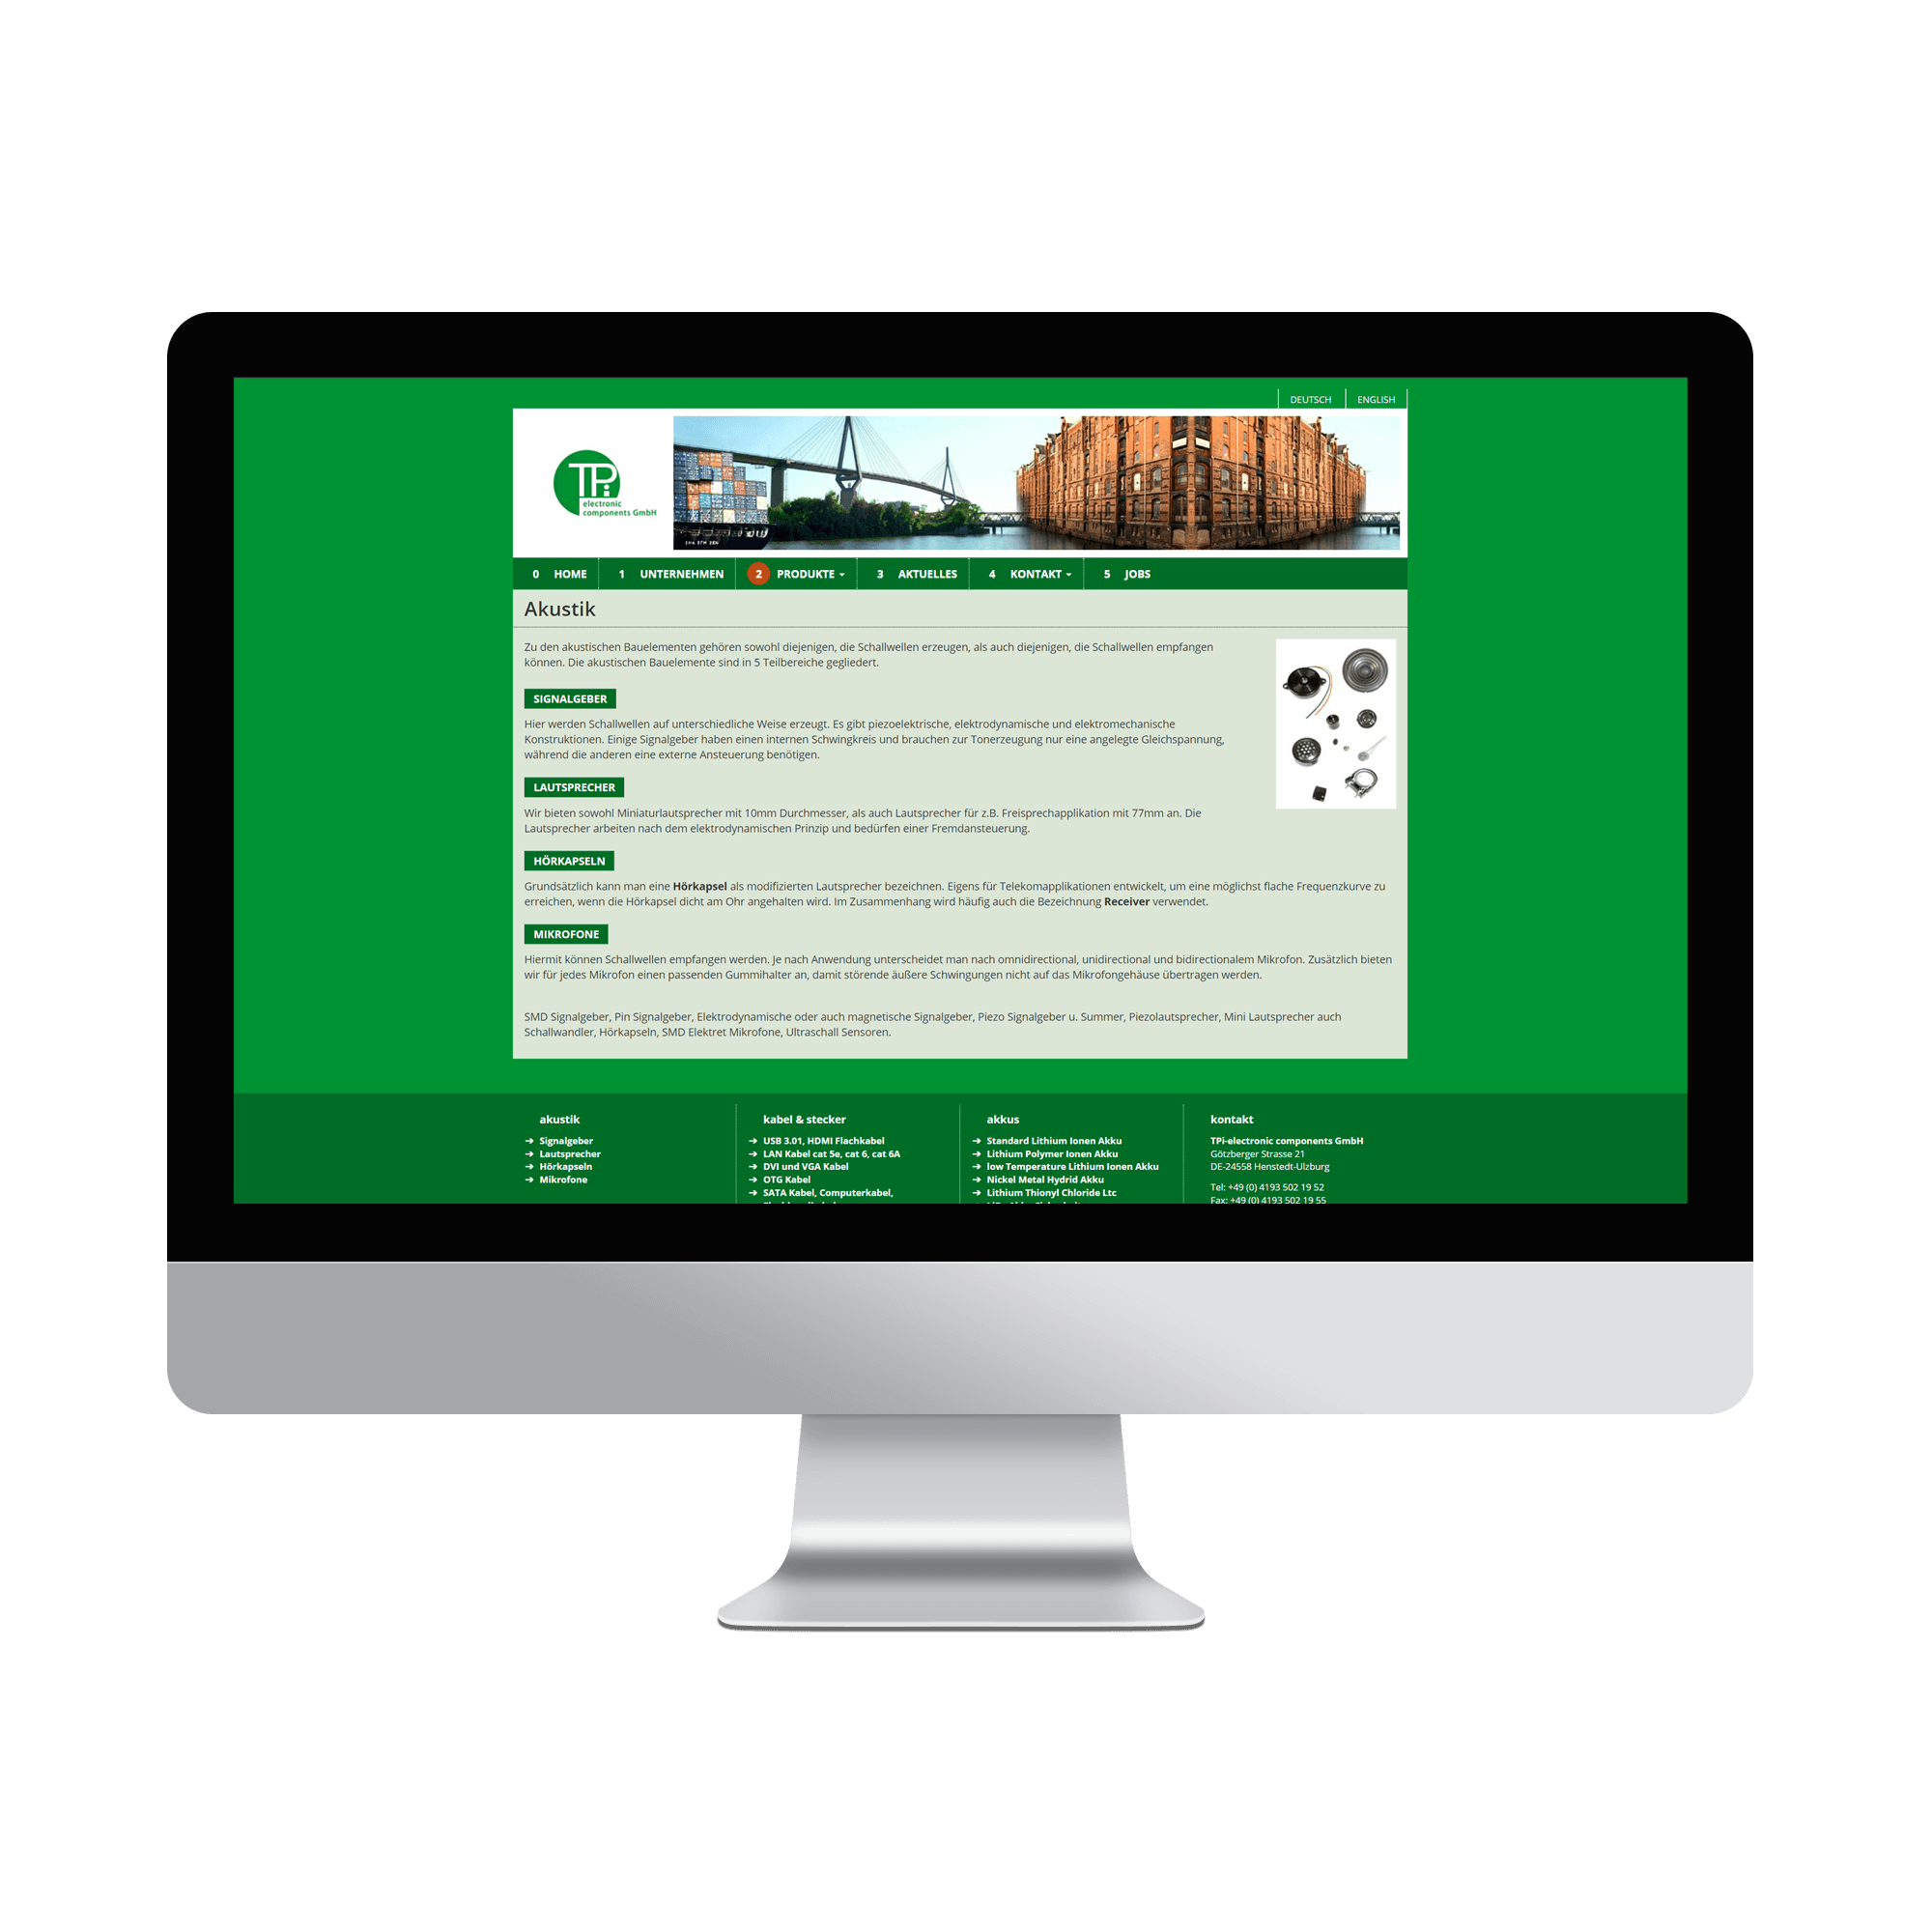 DEUTSCH ENGLISH
TPi
electronic
components GmbH
0 HOME 1 UNTERNEHMEN 2 PRODUKTE 3 AKTUELLES 4 KONTAKT 5 JOBS
Akustik
Zu den akustischen Bauelementen gehören sowohl diejenigen, die Schallwellen erzeugen, als auch diejenigen, die Schallwellen empfangen
können. Die akustischen Bauelemente sind in 5 Teilbereiche gegliedert.
SIGNALGEBER
Hier werden Schallwellen auf unterschiedliche Weise erzeugt. Es gibt piezoelektrische, elektrodynamische und elektromechanische
Konstruktionen. Einige Signalgeber haben einen internen Schwingkreis und brauchen zur Tonerzeugung nur eine angelegte Gleichspannung,
während die anderen eine externe Ansteuerung benötigen.
LAUTSPRECHER
Wir bieten sowohl Miniaturlautsprecher mit 10mm Durchmesser, als auch Lautsprecher für z.B. Freisprechapplikation mit 77mm an. Die
Lautsprecher arbeiten nach dem elektrodynamischen Prinzip und bedürfen einer Fremdansteuerung.
HÖRKAPSELN
Grundsätzlich kann man eine Hörkapsel als modifizierten Lautsprecher bezeichnen. Eigens für Telekomapplikationen entwickelt, um eine möglichst flache Frequenzkurve zu
erreichen, wenn die Hörkapsel dicht am Ohr angehalten wird. Im Zusammenhang wird häufig auch die Bezeichnung Receiver verwendet.
MIKROFONE
Hiermit können Schallwellen empfangen werden. Je nach Anwendung unterscheidet man nach omnidirectional, unidirectional und bidirectionalem Mikrofon. Zusätzlich bieten
wir für jedes Mikrofon einen passenden Gummihalter an, damit störende äußere Schwingungen nicht auf das Mikrofongehäuse übertragen werden.
SMD Signalgeber, Pin Signalgeber, Elektrodynamische oder auch magnetische Signalgeber, Piezo Signalgeber u. Summer, Piezolautsprecher, Mini Lautsprecher auch
Schallwandler, Hörkapseln, SMD Elektret Mikrofone, Ultraschall Sensoren.
akustik
➔ Signalgeber
➔ Lautsprecher
➔ Hörkapseln
➔ Mikrofone
kabel & stecker
➔ USB 3.01, HDMI Flachkabel
➔ LAN Kabel cat 5e, cat 6, cat 6A
➔ DVI und VGA Kabel
➔ OTG Kabel
➔ SATA Kabel, Computerkabel,
akkus
➔ Standard Lithium Ionen Akku
➔ Lithium Polymer Ionen Akku
➔ low Temperature Lithium Ionen Akku
➔ Nickel Metal Hydrid Akku
➔ Lithium Thionyl Chloride Ltc
kontakt
TPi-electronic components GmbH
Götzberger Strasse 21
DE-24558 Henstedt-Ulzburg
Tel: +49 (0) 4193 502 19 52
Fax: +49 (0) 4193 502 19 55